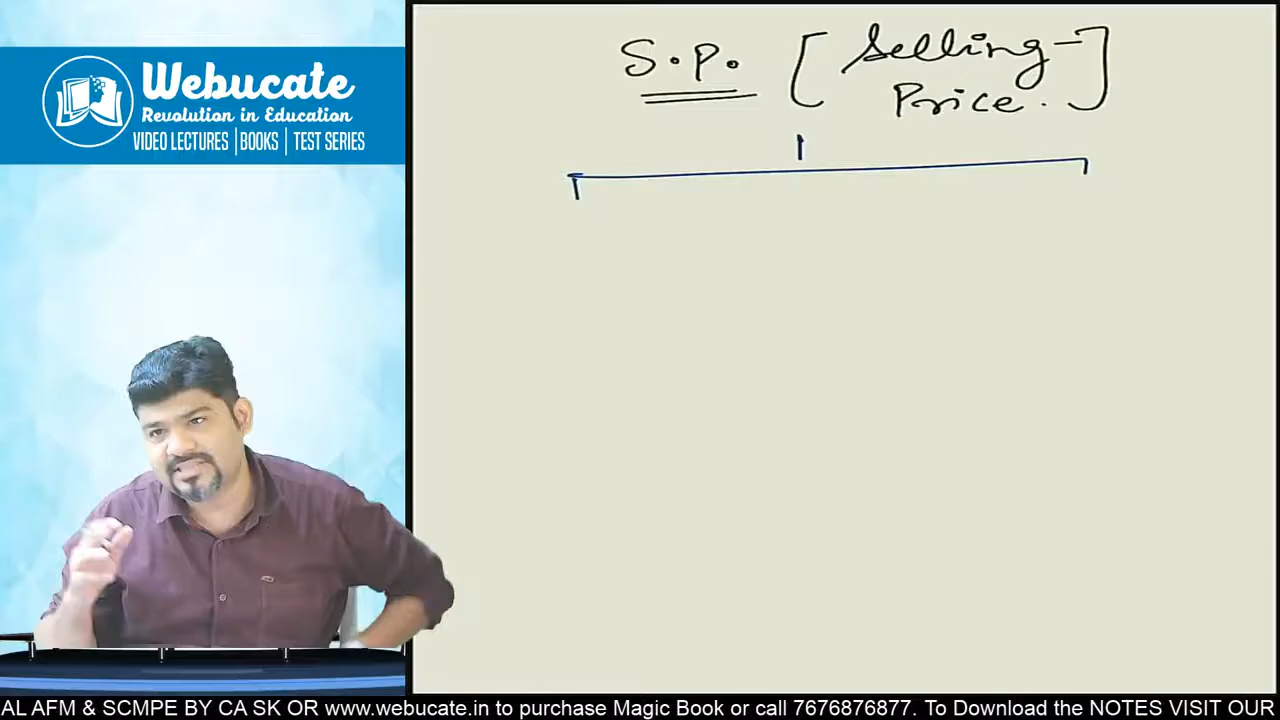 Webucate
Revolution in Education
VIDEO LECTURES | BOOKS | TEST SERIES
S.P. [ Selling-
Price. ]
AL AFM & SCMPE BY CA SK OR www.webucate.in to purchase Magic Book or call 7676876877. To Download the NOTES VISIT OUR